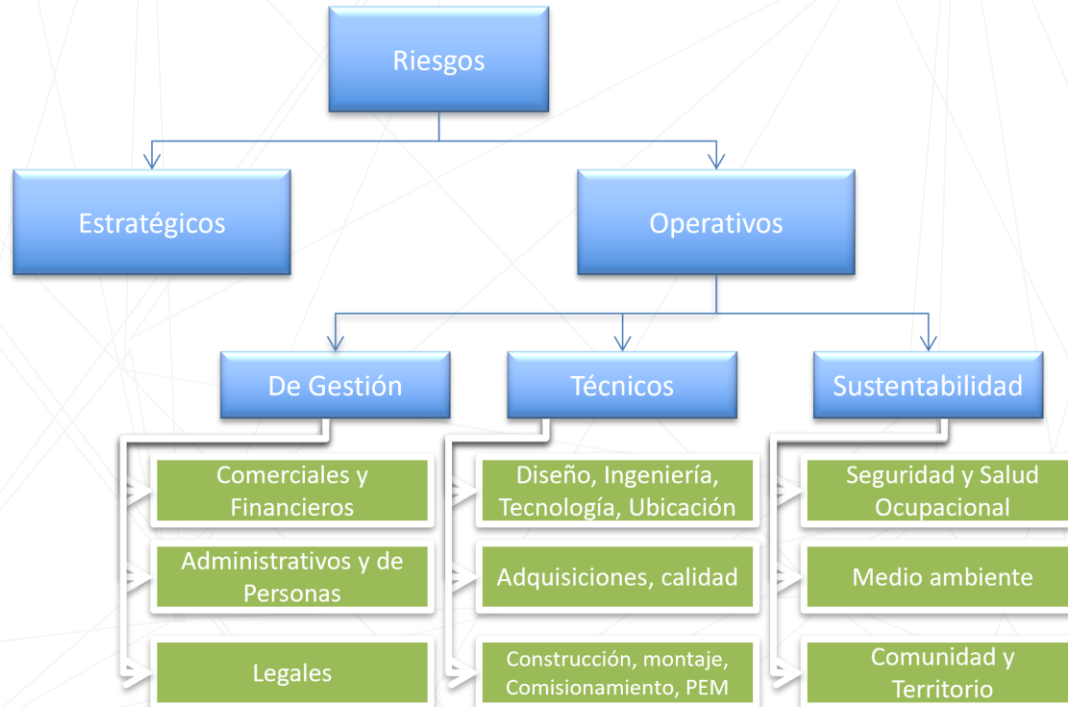 Riesgos
Estratégicos
Operativos
De Gestión
Técnicos
Sustentabilidad
Comerciales y
Financieros
Administrativos y de
Personas
Legales
Diseño, Ingeniería,
Tecnología, Ubicación
Adquisiciones, calidad
Construcción, montaje,
Comisionamiento, PEM
Seguridad y Salud
Ocupacional
Medio ambiente
Comunidad y
Territorio